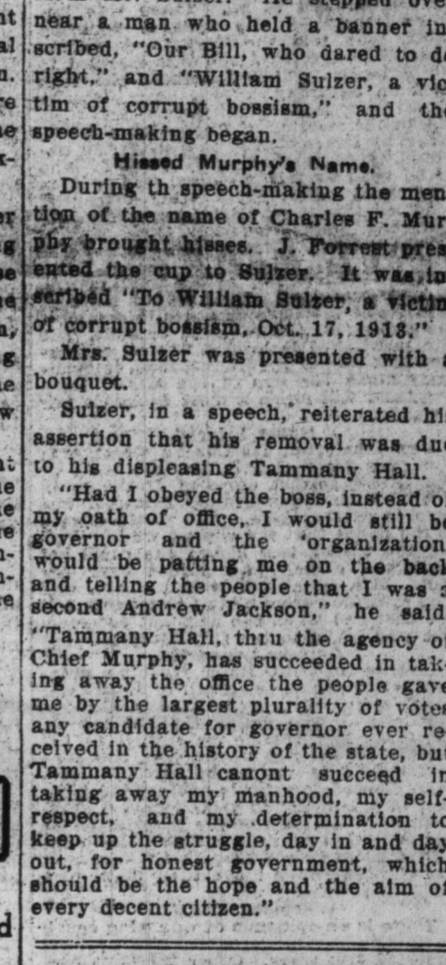 near a man who held a banner in
scribed, "Our Bill, who dared to d
right," and "William Sulzer, a vic
tim of corrupt bossism," and the
speech-making began.
Hissed Murphy's Name.
During th speech-making the men
tion of the name of Charles F. Mur
phy brought hisses. J. Forrest pres
ented the cup to Sulzer. It was in
scribed "To William Sulzer, a victim
of corrupt bossism, Oct. 17, 1913."
Mrs. Sulzer was presented with a
bouquet.
Sulzer, in a speech, reiterated hi
assertion that his removal was due
to his displeasing Tammany Hall.
"Had I obeyed the boss, instead o
my oath of office, I would still be
governor and the 'organization
would be patting me on the back
and telling the people that I was a
second Andrew Jackson," he said
"Tammany Hall, thru the agency of
Chief Murphy, has succeeded in tak
ing away the office the people gave
me by the largest plurality of votes
any candidate for governor ever re
ceived in the history of the state, but
Tammany Hall canont succeed in
taking away my manhood, my self-
respect, and my determination to
keep up the struggle, day in and day
out, for honest government, which
should be the hope and the aim of
every decent citizen."